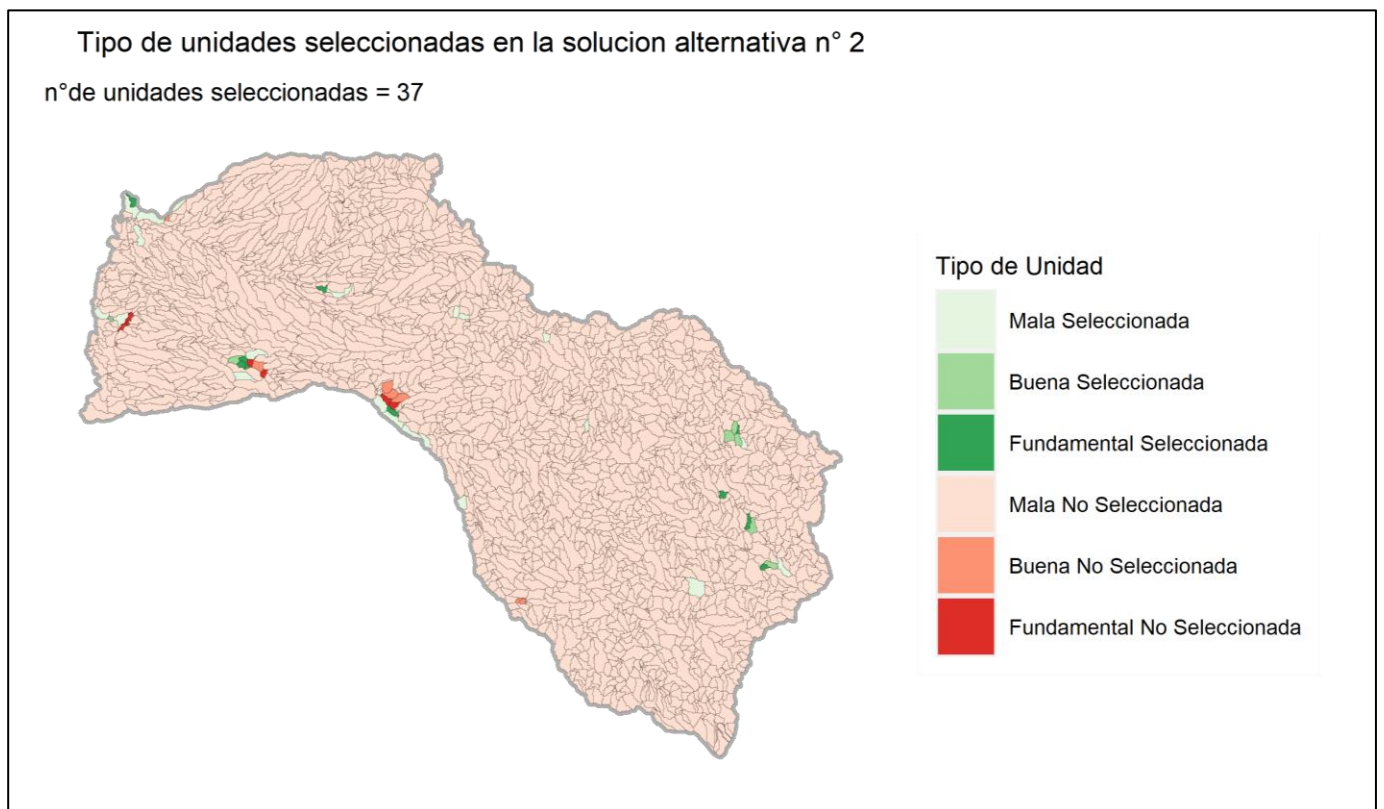 Tipo de unidades seleccionadas en la solucion alternativa n° 2
n°de unidades seleccionadas = 37
Tipo de Unidad
Mala Seleccionada
Buena Seleccionada
Fundamental Seleccionada
Mala No Seleccionada
Buena No Seleccionada
Fundamental No Seleccionada